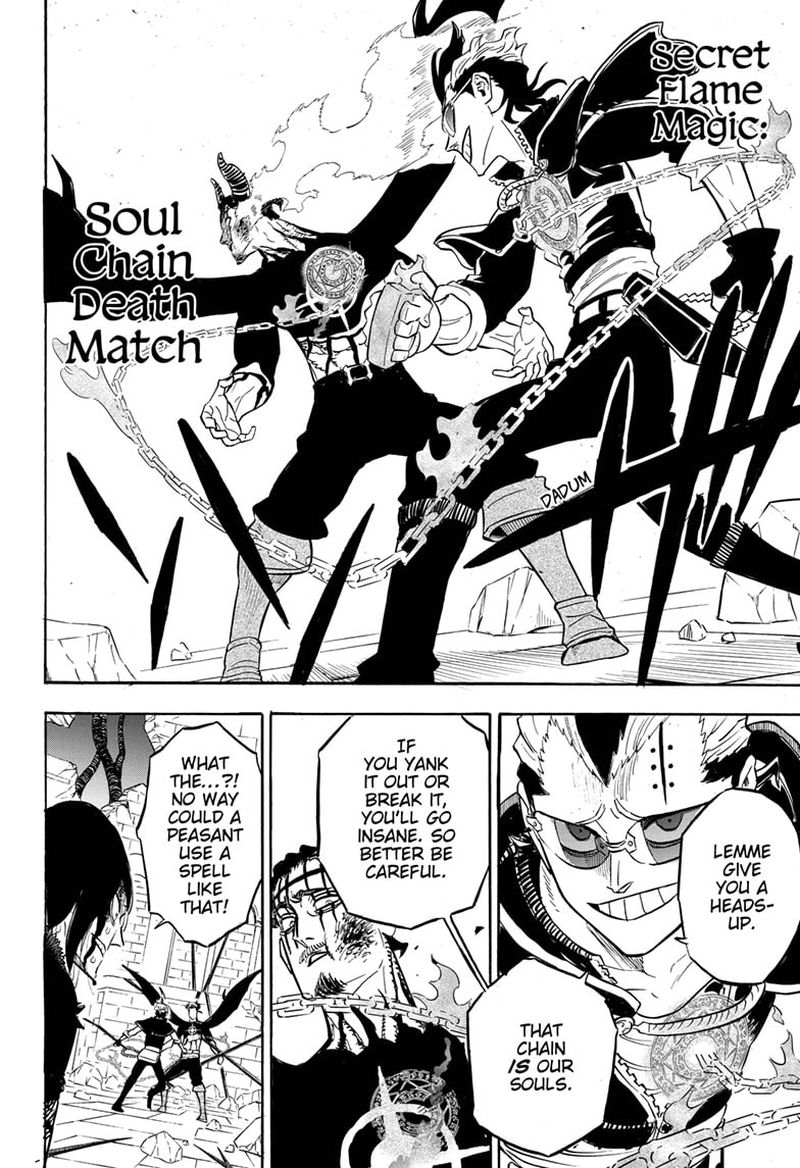 Secret
Flame
Magic:
Soul
Chain
Death
Match
DADUM
LEMME
GIVE
YOU A
HEADS-
UP.
THAT
CHAIN
IS OUR
SOULS.
IF
YOU YANK
IT OUT OR
BREAK IT,
YOU'LL GO
INSANE. SO
BETTER BE
CAREFUL.
WHAT
THE...?!
NO WAY
COULD A
PEASANT
USE A
SPELL
LIKE
THAT!